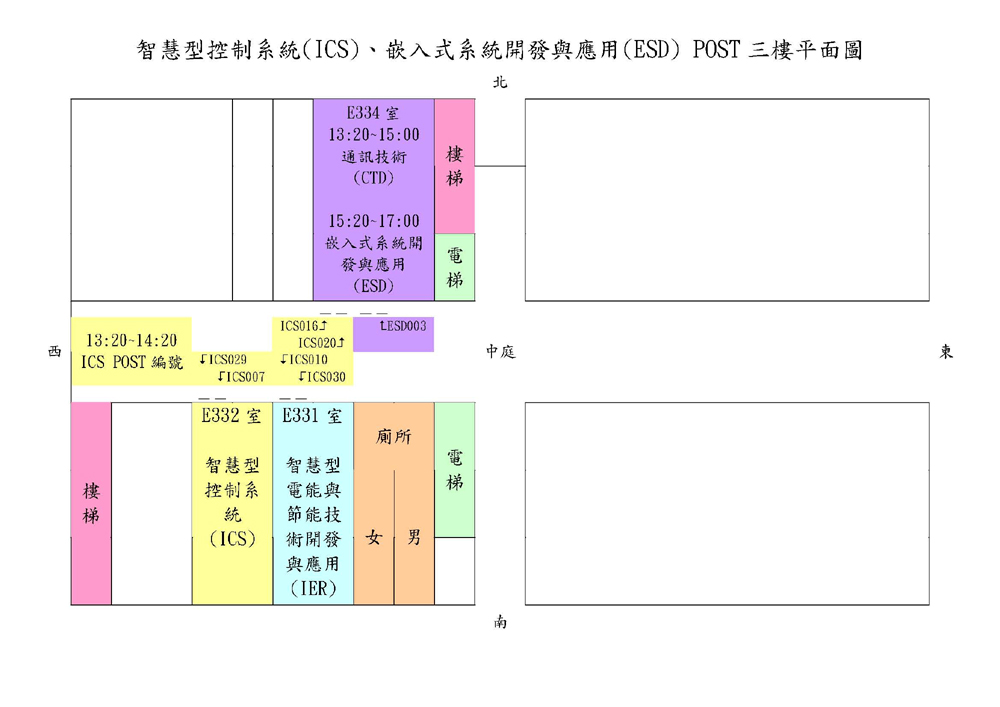 智慧型控制系統(ICS)、嵌入式系統開發與應用(ESD) POST 三樓平面圖
北
E334 室
13:20~15:00
通訊技術
(CTD)
15:20~17:00
嵌入式系統開
發與應用
(ESD)
樓
梯
電
梯
西
13:20~14:20
ICS POST 編號
ICS016↱
ICS020↱
↰ESD003
↱ICS029
↱ICS007
↱ICS010
↱ICS030
中庭
東
樓
梯
E332 室
智慧型
控制系
統
(ICS)
E331 室
智慧型
電能與
節能技
術開發
與應用
(IER)
廁所
女
男
電
梯
南